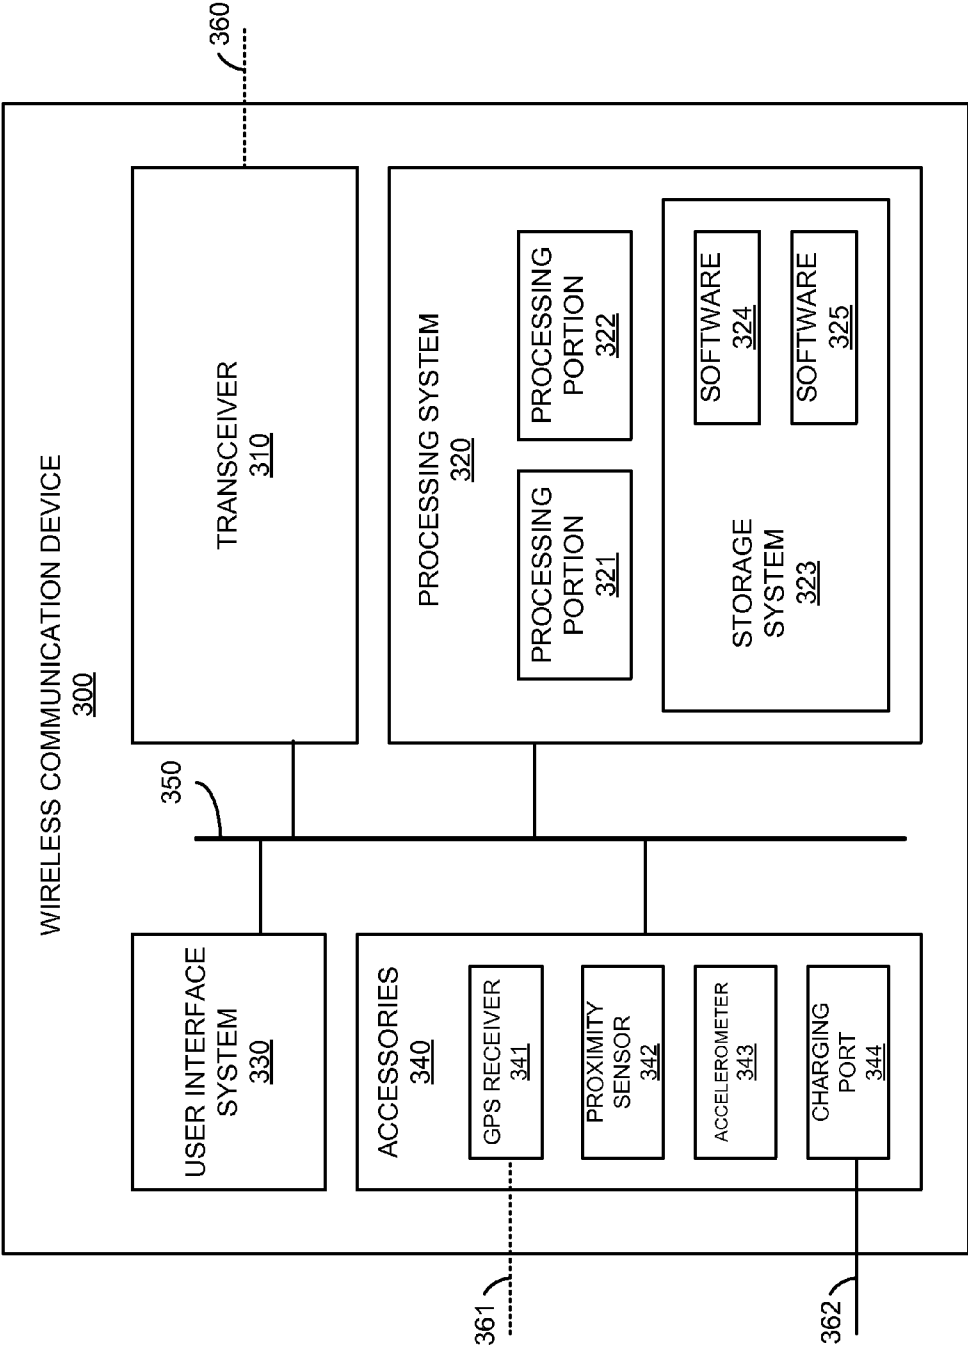 WIRELESS COMMUNICATION DEVICE
300
USER INTERFACE
SYSTEM
330
350
TRANSCEIVER
310
360
ACCESSORIES
340
GPS RECEIVER
341
PROXIMITY
SENSOR
342
ACCELEROMETER
343
CHARGING
PORT
344
361
362
PROCESSING SYSTEM
320
PROCESSING
PORTION
321
PROCESSING
PORTION
322
STORAGE
SYSTEM
323
SOFTWARE
324
SOFTWARE
325